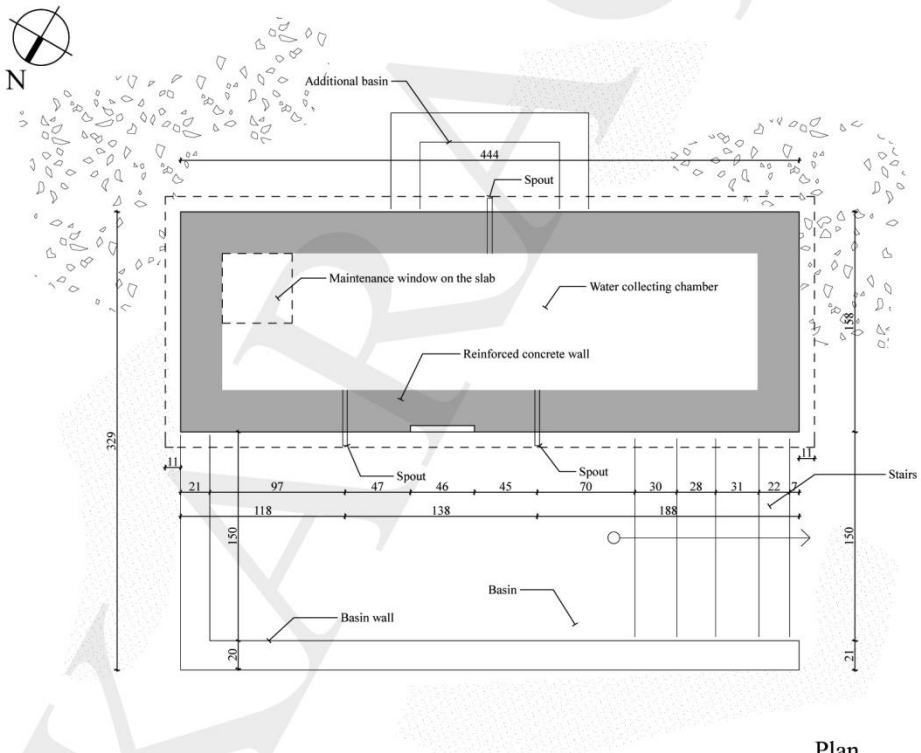 N
Additional basin
444
Spout
Maintenance window on the slab
Water collecting chamber
158
Reinforced concrete wall
329
11
11
Spout
Spout
Stairs
21 97 47 46 45 70 30 28 31 22 7
118 138 188
150
150
Basin
Basin wall
20
21
Plan
KARA